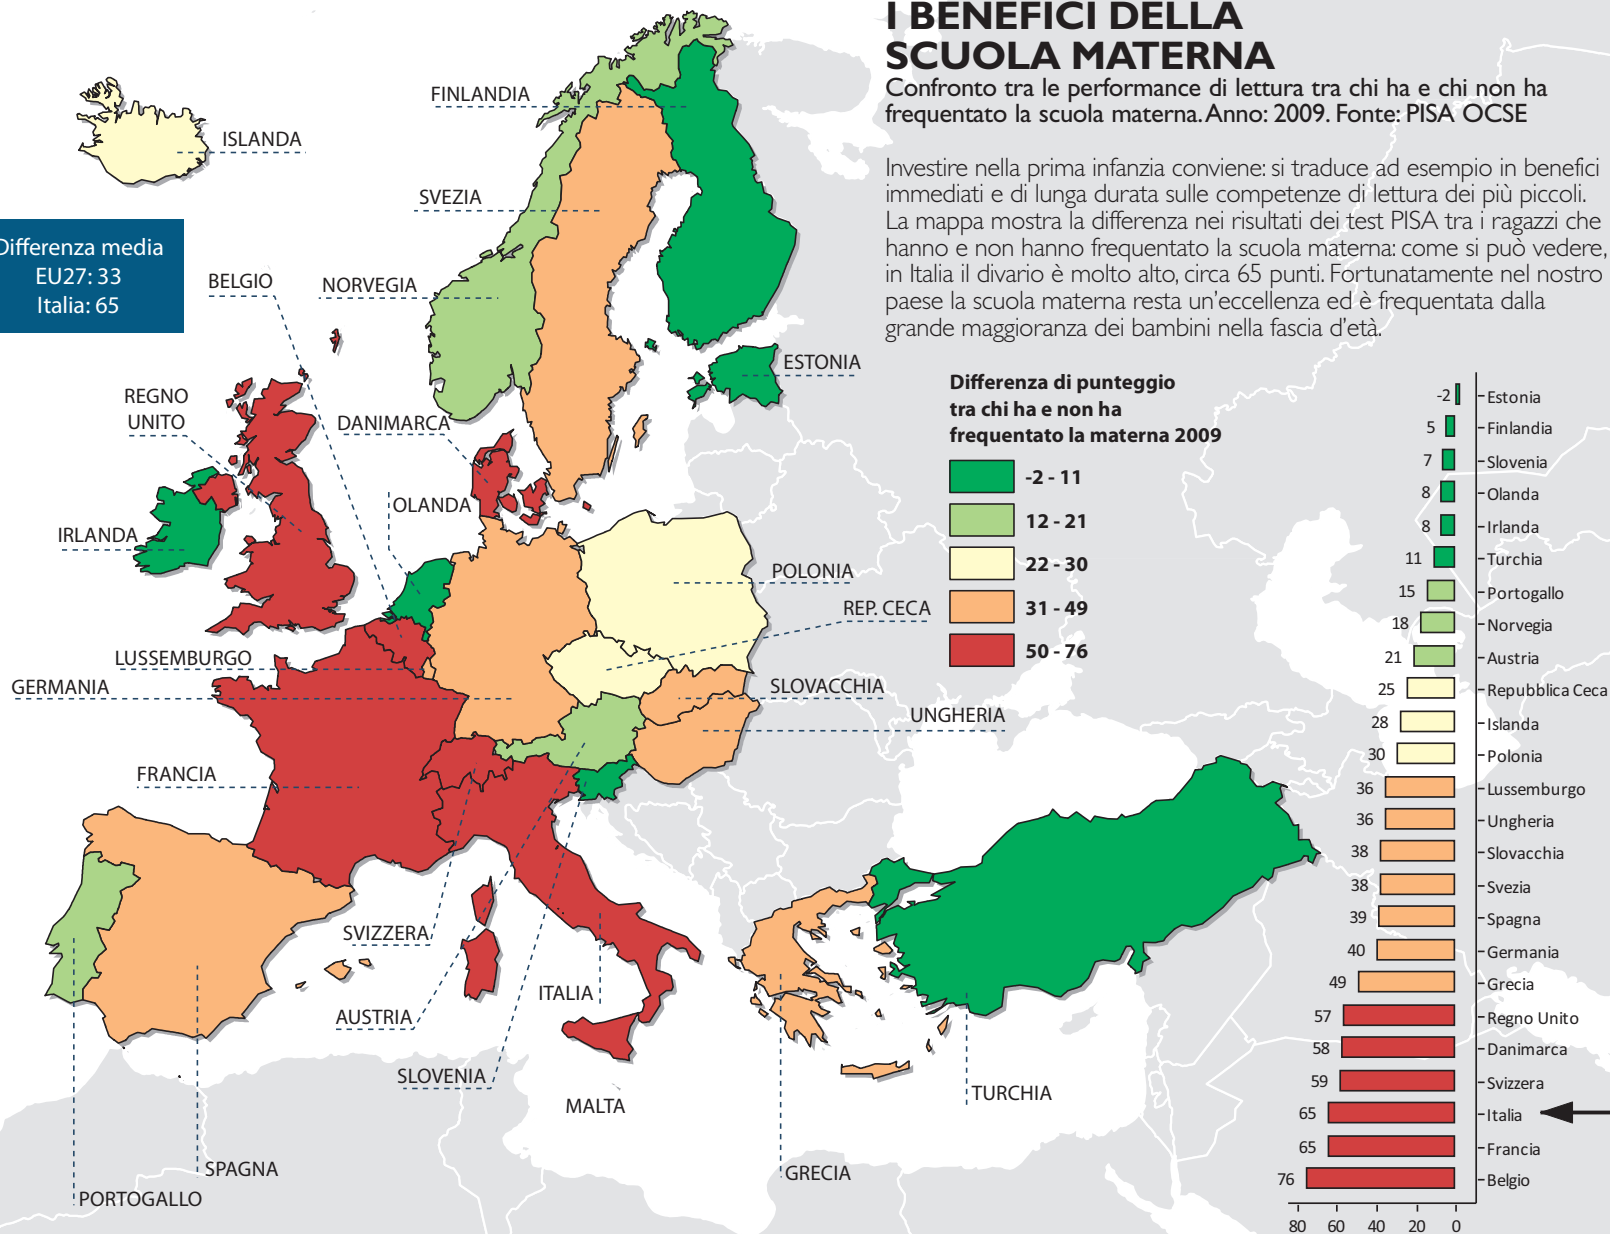 I BENEFICI DELLA
SCUOLA MATERNA
Confronto tra le performance di lettura tra chi ha e chi non ha
frequentato la scuola materna. Anno: 2009. Fonte: PISA OCSE
Investire nella prima infanzia conviene: si traduce ad esempio in benefici
immediati e di lunga durata sulle competenze di lettura dei più piccoli.
La mappa mostra la differenza nei risultati dei test PISA tra i ragazzi che
hanno e non hanno frequentato la scuola materna: come si può vedere,
in Italia il divario è molto alto, circa 65 punti. Fortunatamente nel nostro
paese la scuola materna resta un'eccellenza ed è frequentata dalla
grande maggioranza dei bambini nella fascia d'età.
Differenza media
EU27: 33
Italia: 65
FINLANDIA
ISLANDA
SVEZIA
BELGIO
NORVEGIA
ESTONIA
REGNO
UNITO
DANIMARCA
OLANDA
IRLANDA
POLONIA
REP. CECA
LUSSEMBURGO
GERMANIA
SLOVACCHIA
UNGHERIA
FRANCIA
SVIZZERA
ITALIA
AUSTRIA
SLOVENIA
MALTA
TURCHIA
GRECIA
SPAGNA
PORTOGALLO
Differenza di punteggio
tra chi ha e non ha
frequentato la materna 2009
-2 - 11
12 - 21
22 - 30
31 - 49
50 - 76
-2 Estonia
5 Finlandia
7 Slovenia
8 Olanda
8 Irlanda
11 Turchia
15 Portogallo
18 Norvegia
21 Austria
25 Repubblica Ceca
28 Islanda
30 Polonia
36 Lussemburgo
36 Ungheria
38 Slovacchia
38 Svezia
39 Spagna
40 Germania
49 Grecia
57 Regno Unito
58 Danimarca
59 Svizzera
65 Italia
65 Francia
76 Belgio
80 60 40 20 0